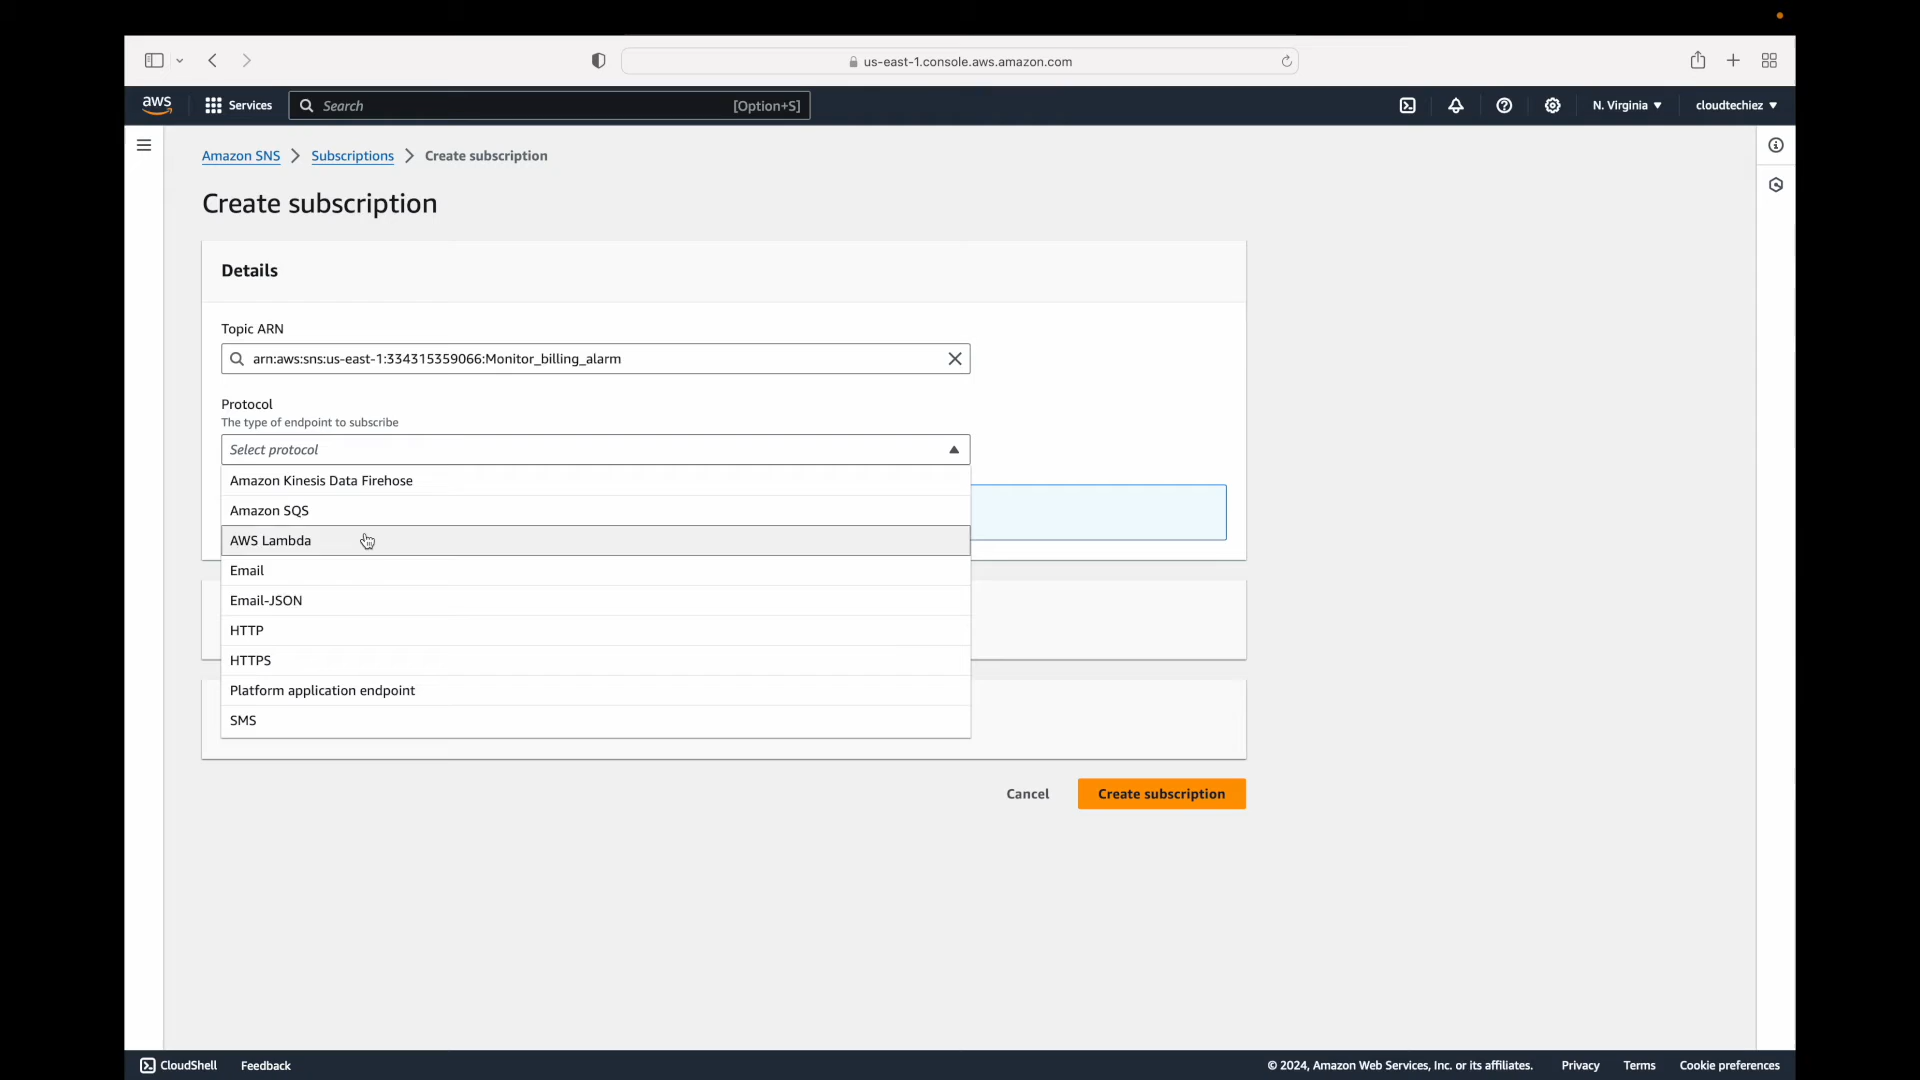 us-east-1.console.aws.amazon.com
aws Services Search [Option+S] N. Virginia cloudtechiez
Amazon SNS Subscriptions Create subscription
Create subscription
Details
Topic ARN
arn:aws:sns:us-east-1:334315359066:Monitor_billing_alarm
Protocol
The type of endpoint to subscribe
Select protocol
Amazon Kinesis Data Firehose
Amazon SQS
AWS Lambda
Email
Email-JSON
HTTP
HTTPS
Platform application endpoint
SMS
Cancel Create subscription
CloudShell Feedback © 2024, Amazon Web Services, Inc. or its affiliates. Privacy Terms Cookie preferences